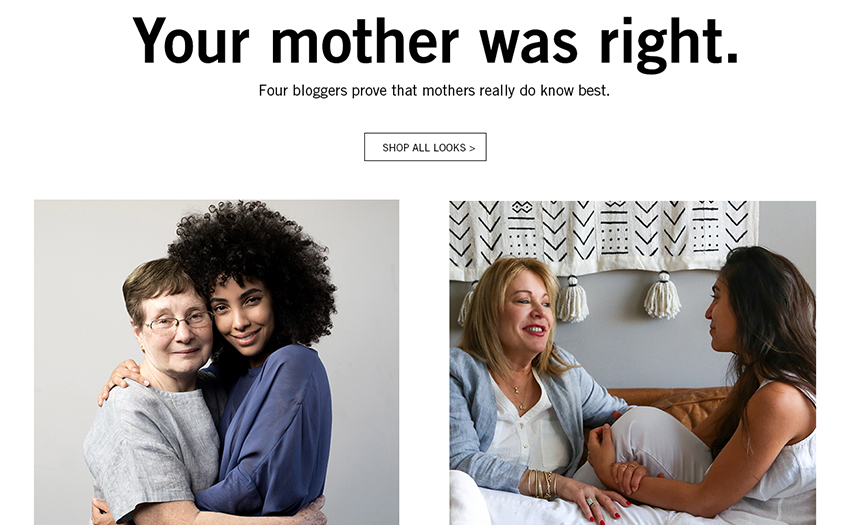 Your mother was right.
Four bloggers prove that mothers really do know best.
SHOP ALL LOOKS >